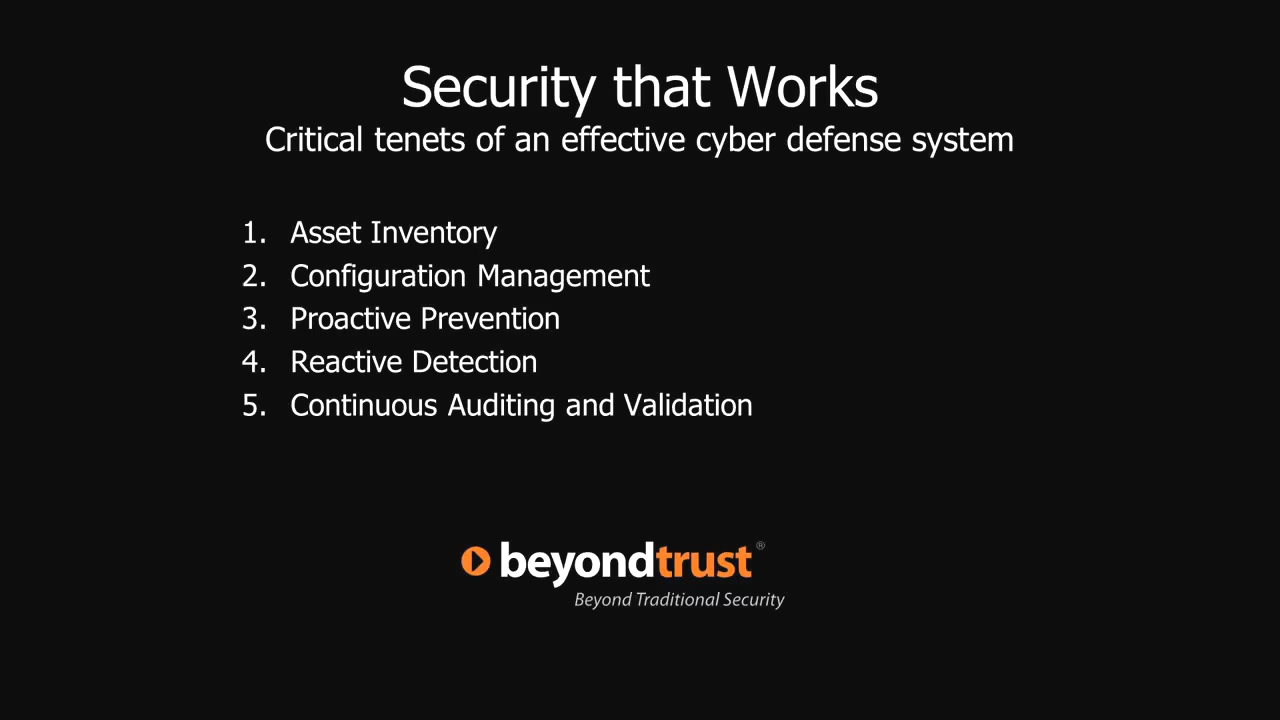 Security that Works
Critical tenets of an effective cyber defense system
1. Asset Inventory
2. Configuration Management
3. Proactive Prevention
4. Reactive Detection
5. Continuous Auditing and Validation
beyondtrust®
Beyond Traditional Security